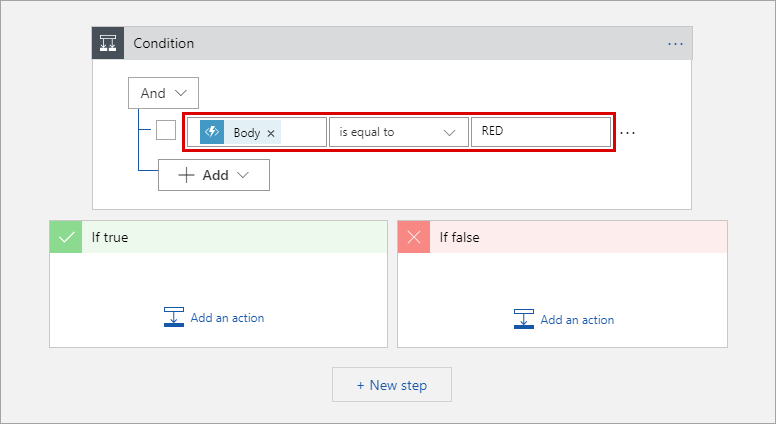 Condition
And
Body × is equal to RED
+ Add
If true If false
Add an action Add an action
+ New step